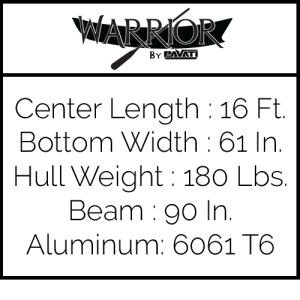 WARRIOR
BY PAVATI
Center Length : 16 Ft.
Bottom Width : 61 In.
Hull Weight : 180 Lbs.
Beam : 90 In.
Aluminum: 6061 T6